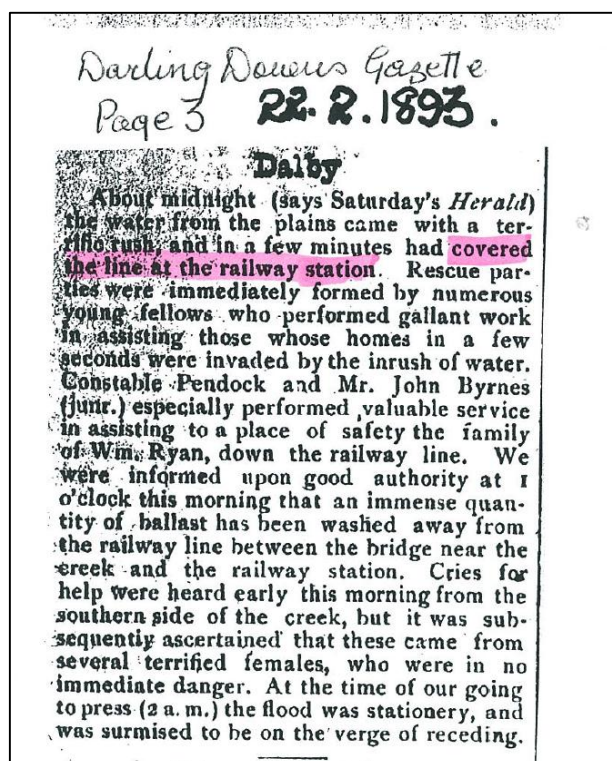 Darling Downs Gazette
Page 3 22.2.1893.
Dalby
About midnight (says Saturday's Herald)
the water from the plains came with a ter-
rific rush, and in a few minutes had covered
the line at the railway station. Rescue par-
ties were immediately formed by numerous
young fellows who performed gallant work
in assisting those whose homes in a few
seconds were invaded by the inrush of water.
Constable Pendock and Mr. John Byrnes
(junr.) especially performed valuable service
in assisting to a place of safety the family
of Wm. Ryan, down the railway line. We
were informed upon good authority at 1
o'clock this morning that an immense quan-
tity of ballast has been washed away from
the railway line between the bridge near the
creek and the railway station. Cries for
help were heard early this morning from the
southern side of the creek, but it was sub-
sequently ascertained that these came from
several terrified females, who were in no
immediate danger. At the time of our going
to press (2 a.m.) the flood was stationery, and
was surmised to be on the verge of receding.